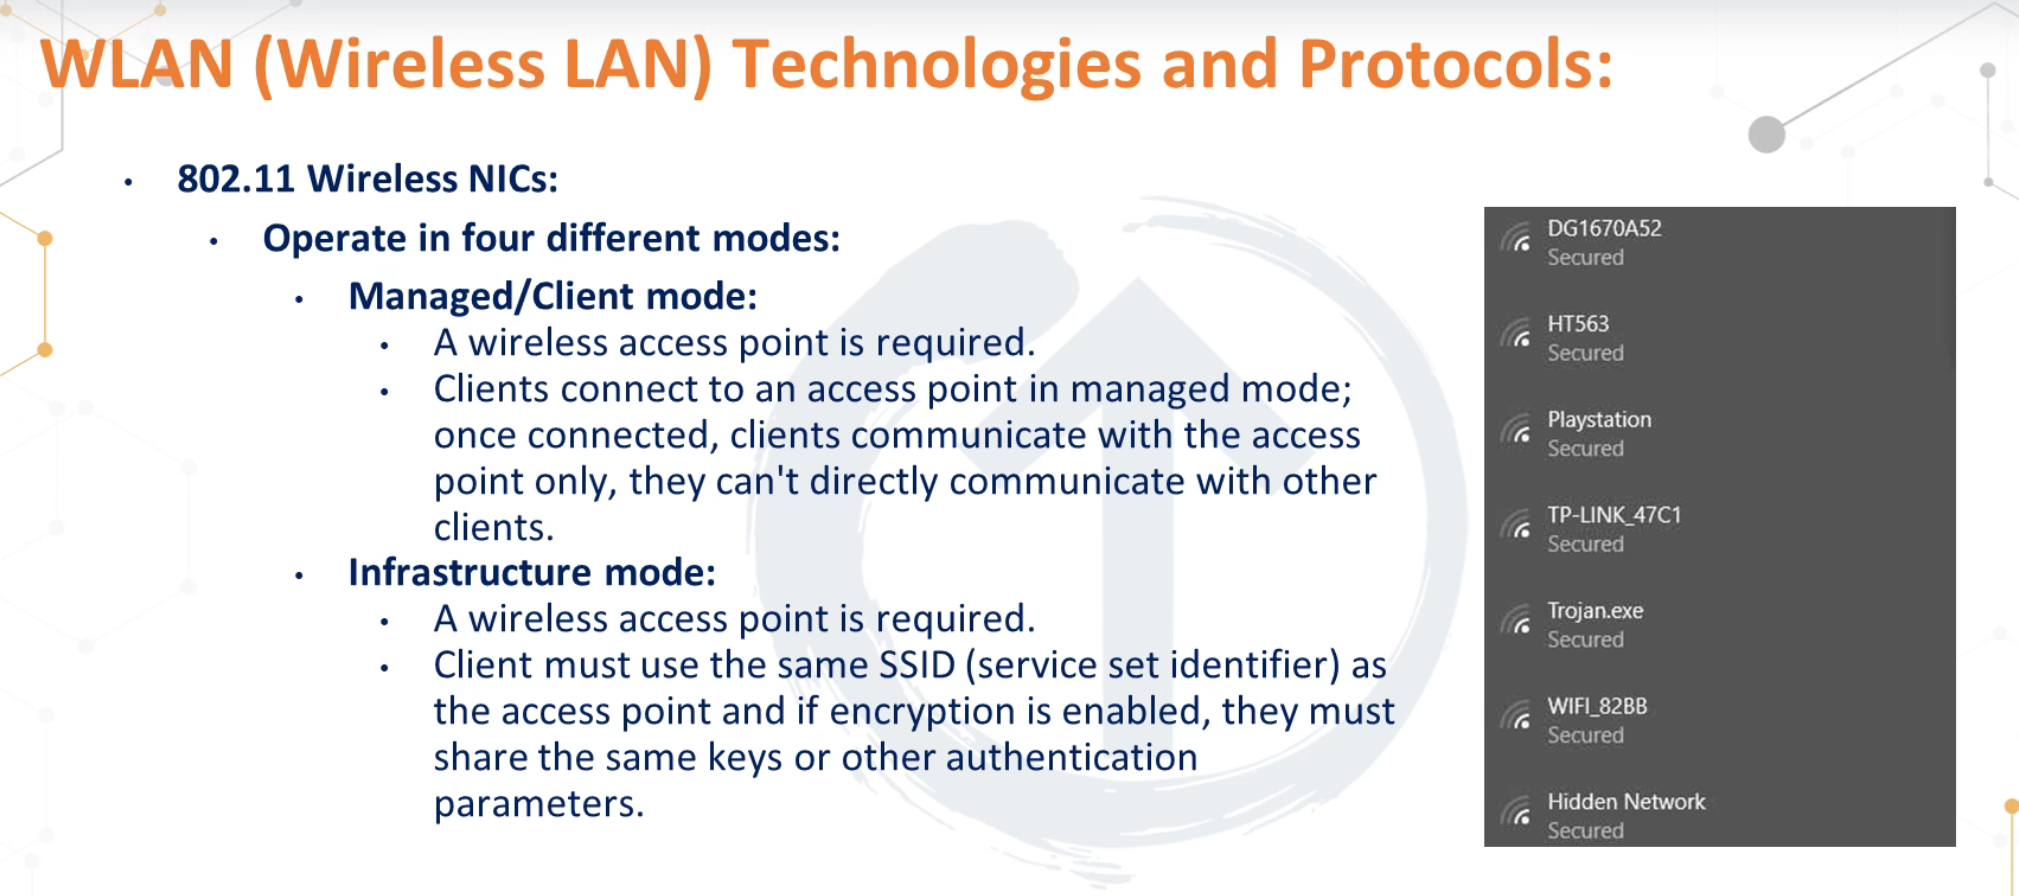 WLAN (Wireless LAN) Technologies and Protocols:
• 802.11 Wireless NICs:
• Operate in four different modes:
• Managed/Client mode:
• A wireless access point is required.
• Clients connect to an access point in managed mode;
once connected, clients communicate with the access
point only, they can't directly communicate with other
clients.
• Infrastructure mode:
• A wireless access point is required.
• Client must use the same SSID (service set identifier) as
the access point and if encryption is enabled, they must
share the same keys or other authentication
parameters.
DG1670A52
Secured
HT563
Secured
Playstation
Secured
TP-LINK_47C1
Secured
Trojan.exe
Secured
WIFI_82BB
Secured
Hidden Network
Secured